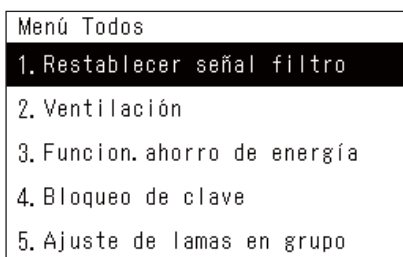 Menú Todos
1. Restablecer señal filtro
2. Ventilación
3. Funcion. ahorro de energía
4. Bloqueo de clave
5. Ajuste de lamas en grupo